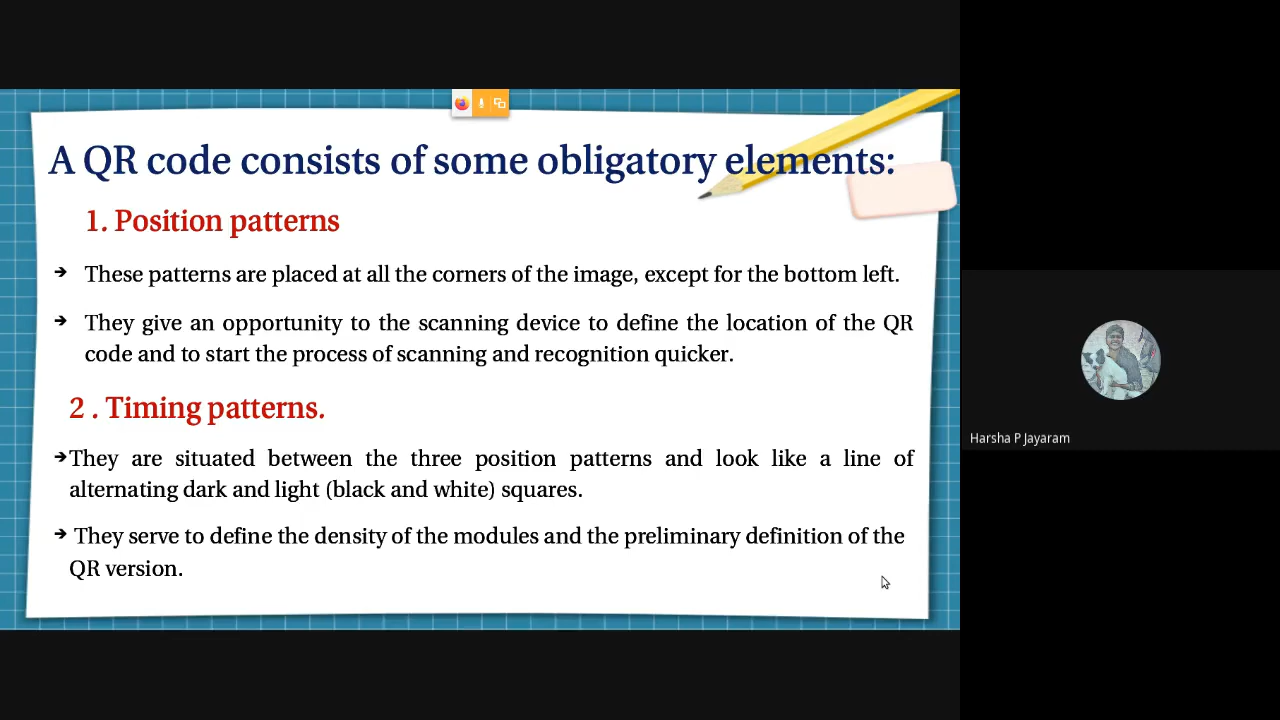 A QR code consists of some obligatory elements:
1. Position patterns
➔ These patterns are placed at all the corners of the image, except for the bottom left.
➔ They give an opportunity to the scanning device to define the location of the QR
code and to start the process of scanning and recognition quicker.
2 . Timing patterns.
➔They are situated between the three position patterns and look like a line of
alternating dark and light (black and white) squares.
➔ They serve to define the density of the modules and the preliminary definition of the
QR version.
Harsha P Jayaram